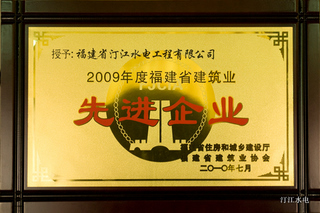 授予：福建省汀江水电工程有限公司
2009年度福建省建筑业
先进企业
福建省住房和城乡建设厅
福建省建筑业协会
二〇一〇年七月
汀江水电